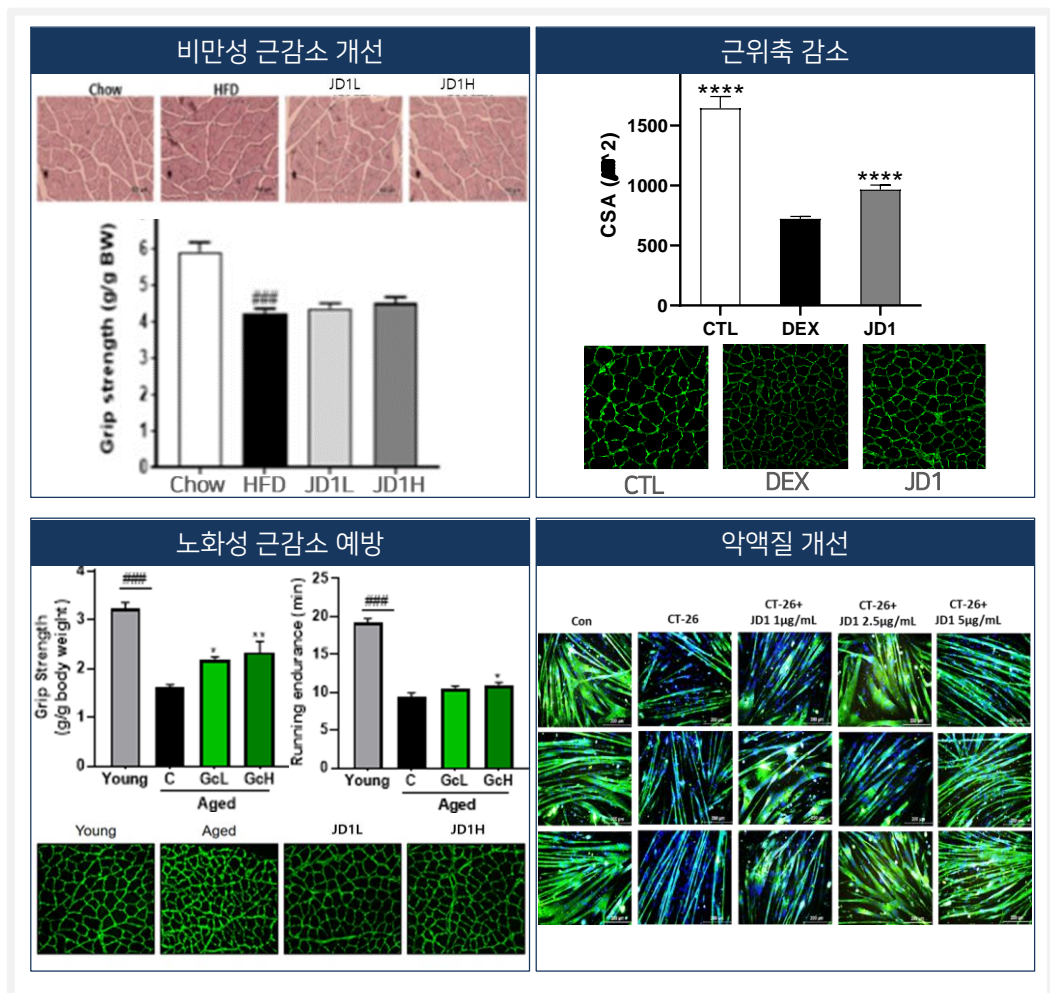 비만성 근감소 개선
Chow HFD JD1L JD1H
Grip strength (g/g BW)
6
5
4
3
2
1
0
###
Chow HFD JD1L JD1H
근위축 감소
CSA ( ^2)
1500
1000
500
0
****
****
CTL DEX JD1
CTL DEX JD1
노화성 근감소 예방
Grip Strength
(g/g body weight)
4
3
2
1
0
###
*
**
Young C GcL GcH
Aged
Running endurance (min)
25
20
15
10
5
0
###
*
Young C GcL GcH
Aged
Young Aged JD1L JD1H
악액질 개선
Con
CT-26
CT-26+
JD1 1µg/mL
CT-26+
JD1 2.5µg/mL
CT-26+
JD1 5µg/mL